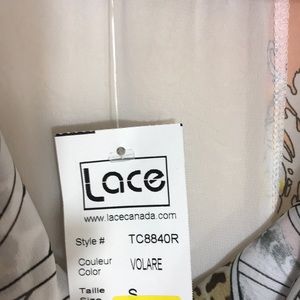 Lace
www.lacecanada.com
Style # TC8840R
Couleur
Color VOLARE
Taille
Size S